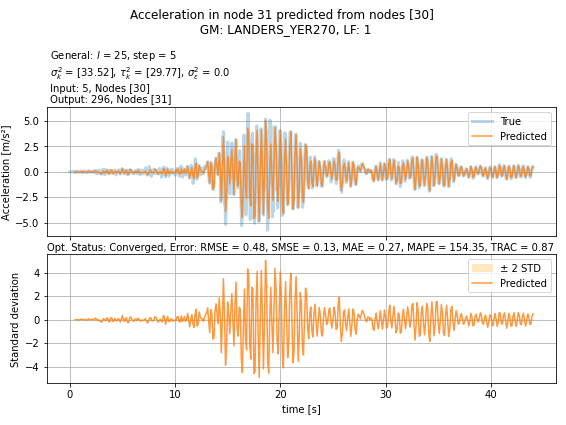 Acceleration in node 31 predicted from nodes [30]
GM: LANDERS_YER270, LF: 1
General: l = 25, step = 5
σ²ₖ = [33.52], τ²ₖ = [29.77], σ²ε = 0.0
Input: 5, Nodes [30]
Output: 296, Nodes [31]
Acceleration [m/s²]
5.0
2.5
0.0
−2.5
−5.0
True
Predicted
Opt. Status: Converged, Error: RMSE = 0.48, SMSE = 0.13, MAE = 0.27, MAPE = 154.35, TRAC = 0.87
Standard deviation
4
2
0
−2
−4
± 2 STD
Predicted
0 10 20 30 40
time [s]